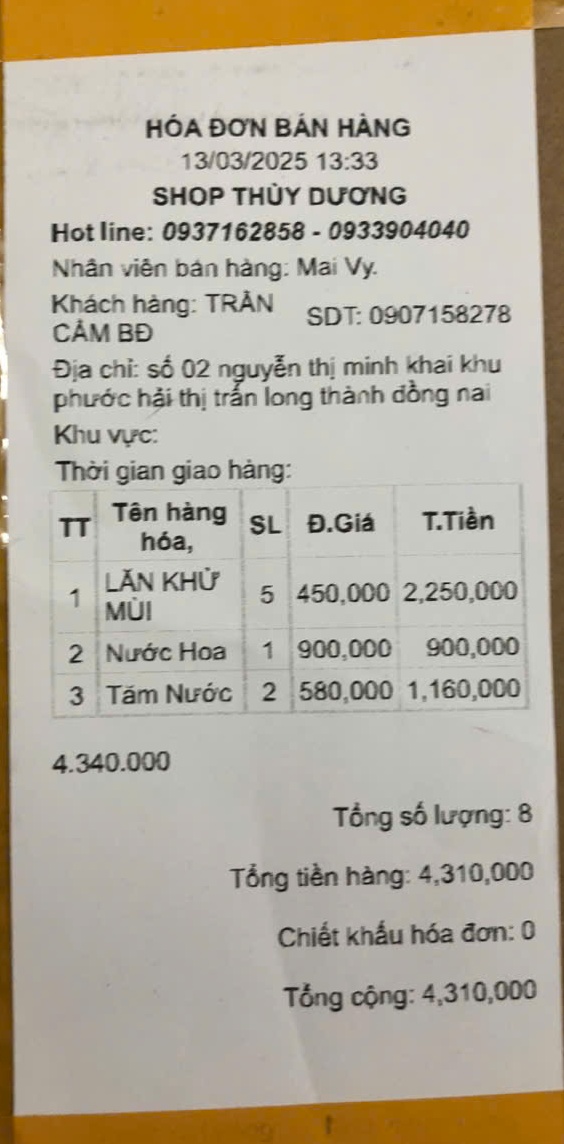 HÓA ĐƠN BÁN HÀNG
13/03/2025 13:33
SHOP THÙY DƯƠNG
Hot line: 0937162858 - 0933904040
Nhân viên bán hàng: Mai Vy.
Khách hàng: TRẦN CẢM BĐ SDT: 0907158278
Địa chỉ: số 02 nguyễn thị minh khai khu
phước hải thị trấn long thành đồng nai
Khu vực:
Thời gian giao hàng:
TT Tên hàng hóa, SL Đ.Giá T.Tiền
1 LĂN KHỬ MÙI 5 450,000 2,250,000
2 Nước Hoa 1 900,000 900,000
3 Tấm Nước 2 580,000 1,160,000
4.340.000
Tổng số lượng: 8
Tổng tiền hàng: 4,310,000
Chiết khấu hóa đơn: 0
Tổng cộng: 4,310,000